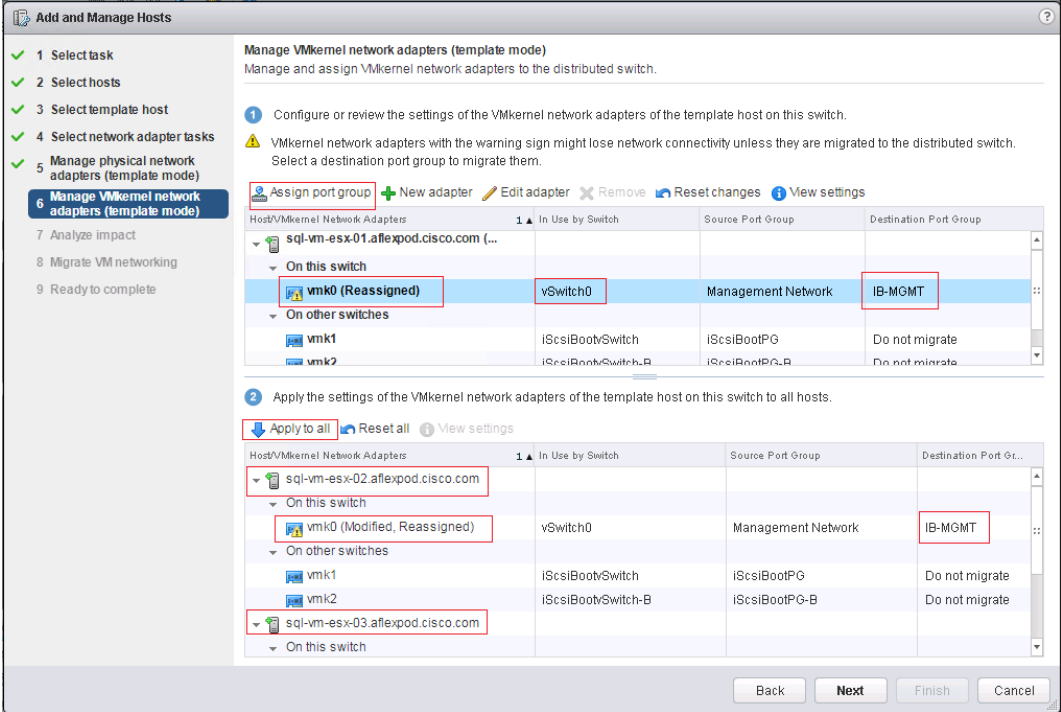 Add and Manage Hosts
?
1 Select task
2 Select hosts
3 Select template host
4 Select network adapter tasks
5 Manage physical network
adapters (template mode)
6 Manage VMkernel network
adapters (template mode)
7 Analyze impact
8 Migrate VM networking
9 Ready to complete
Manage VMkernel network adapters (template mode)
Manage and assign VMkernel network adapters to the distributed switch.
1 Configure or review the settings of the VMkernel network adapters of the template host on this switch.
VMkernel network adapters with the warning sign might lose network connectivity unless they are migrated to the distributed switch.
Select a destination port group to migrate them.
Assign port group New adapter Edit adapter Remove Reset changes View settings
Host/VMkernel Network Adapters 1 In Use by Switch Source Port Group Destination Port Group
sql-vm-esx-01.aflexpod.cisco.com (...
On this switch
vmk0 (Reassigned) vSwitch0 Management Network IB-MGMT
On other switches
vmk1 iScsiBootvSwitch iScsiBootPG Do not migrate
vmk2 iScsiBootvSwitch-B iScsiBootPG-B Do not migrate
2 Apply the settings of the VMkernel network adapters of the template host on this switch to all hosts.
Apply to all Reset all View settings
Host/VMkernel Network Adapters 1 In Use by Switch Source Port Group Destination Port Gr...
sql-vm-esx-02.aflexpod.cisco.com
On this switch
vmk0 (Modified, Reassigned) vSwitch0 Management Network IB-MGMT
On other switches
vmk1 iScsiBootvSwitch iScsiBootPG Do not migrate
vmk2 iScsiBootvSwitch-B iScsiBootPG-B Do not migrate
sql-vm-esx-03.aflexpod.cisco.com
On this switch
Back Next Finish Cancel